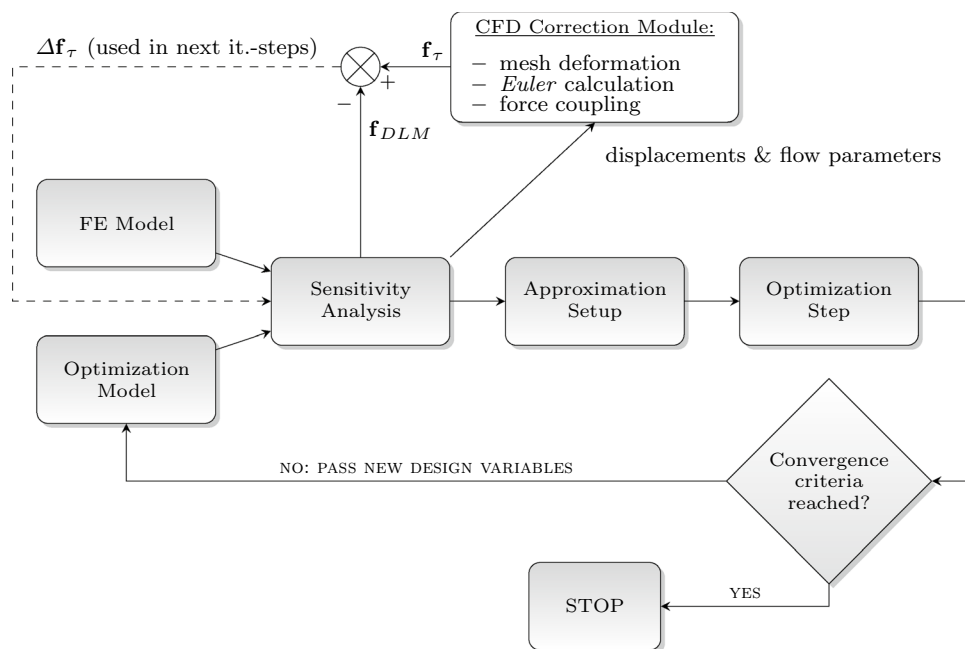 CFD Correction Module:
– mesh deformation
– Euler calculation
– force coupling
Δf_τ (used in next it.-steps)
f_τ
+
−
f_DLM
displacements & flow parameters
FE Model
Sensitivity
Analysis
Approximation
Setup
Optimization
Step
Optimization
Model
NO: PASS NEW DESIGN VARIABLES
Convergence
criteria
reached?
STOP
YES